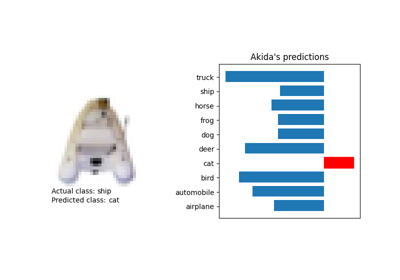 Akida's predictions
truck
ship
horse
frog
dog
deer
cat
bird
automobile
airplane
Actual class: ship
Predicted class: cat